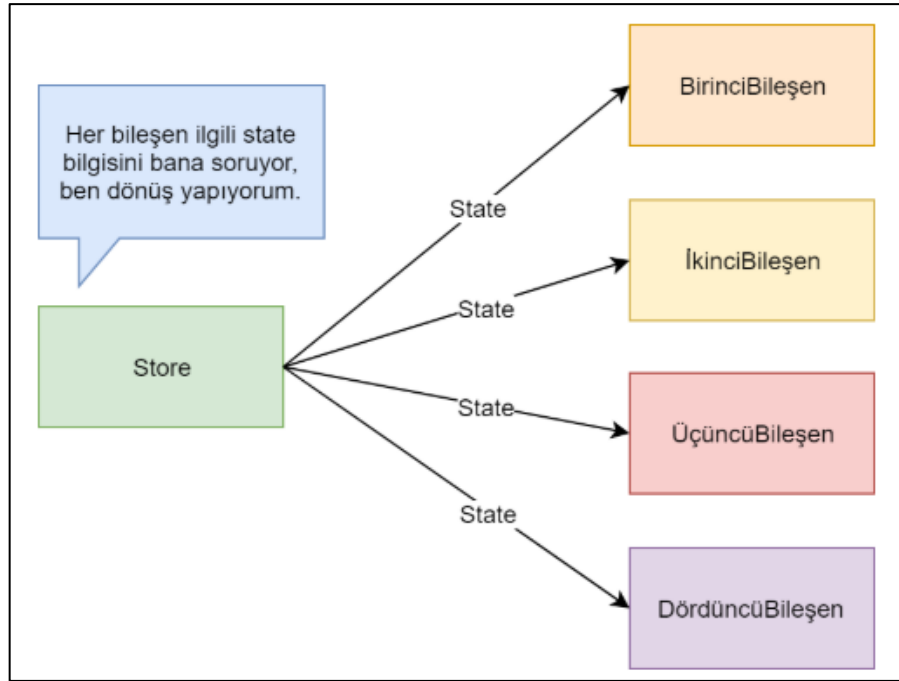 Her bileşen ilgili state
bilgisini bana soruyor,
ben dönüş yapıyorum.
Store
State
State
State
State
BirinciBileşen
İkinciBileşen
ÜçüncüBileşen
DördüncüBileşen